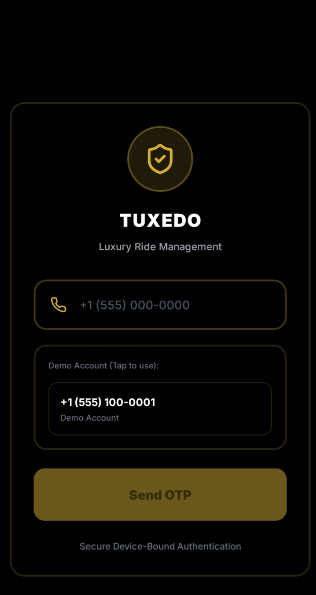 TUXEDO
Luxury Ride Management
+1 (555) 000-0000
Demo Account (Tap to use):
+1 (555) 100-0001
Demo Account
Send OTP
Secure Device-Bound Authentication